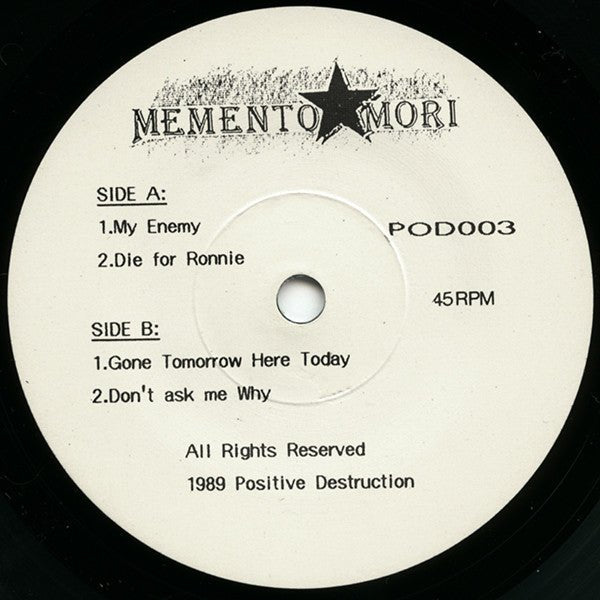 MEMENTO★MORI
SIDE A:
1.My Enemy
POD003
2.Die for Ronnie
45RPM
SIDE B:
1.Gone Tomorrow Here Today
2.Don't ask me Why
All Rights Reserved
1989 Positive Destruction